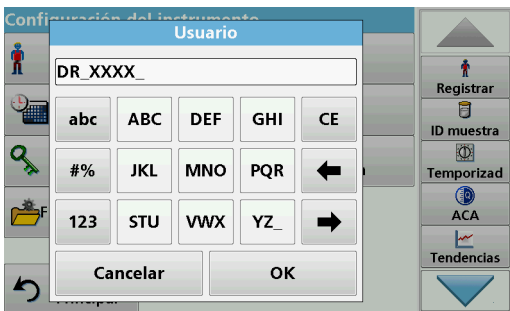 Configuración del instrumento
Usuario
DR_XXXX_
abc ABC DEF GHI CE
#% JKL MNO PQR
123 STU VWX YZ_
Cancelar OK
F
Principal
Registrar
ID muestra
Temporizad
ACA
Tendencias